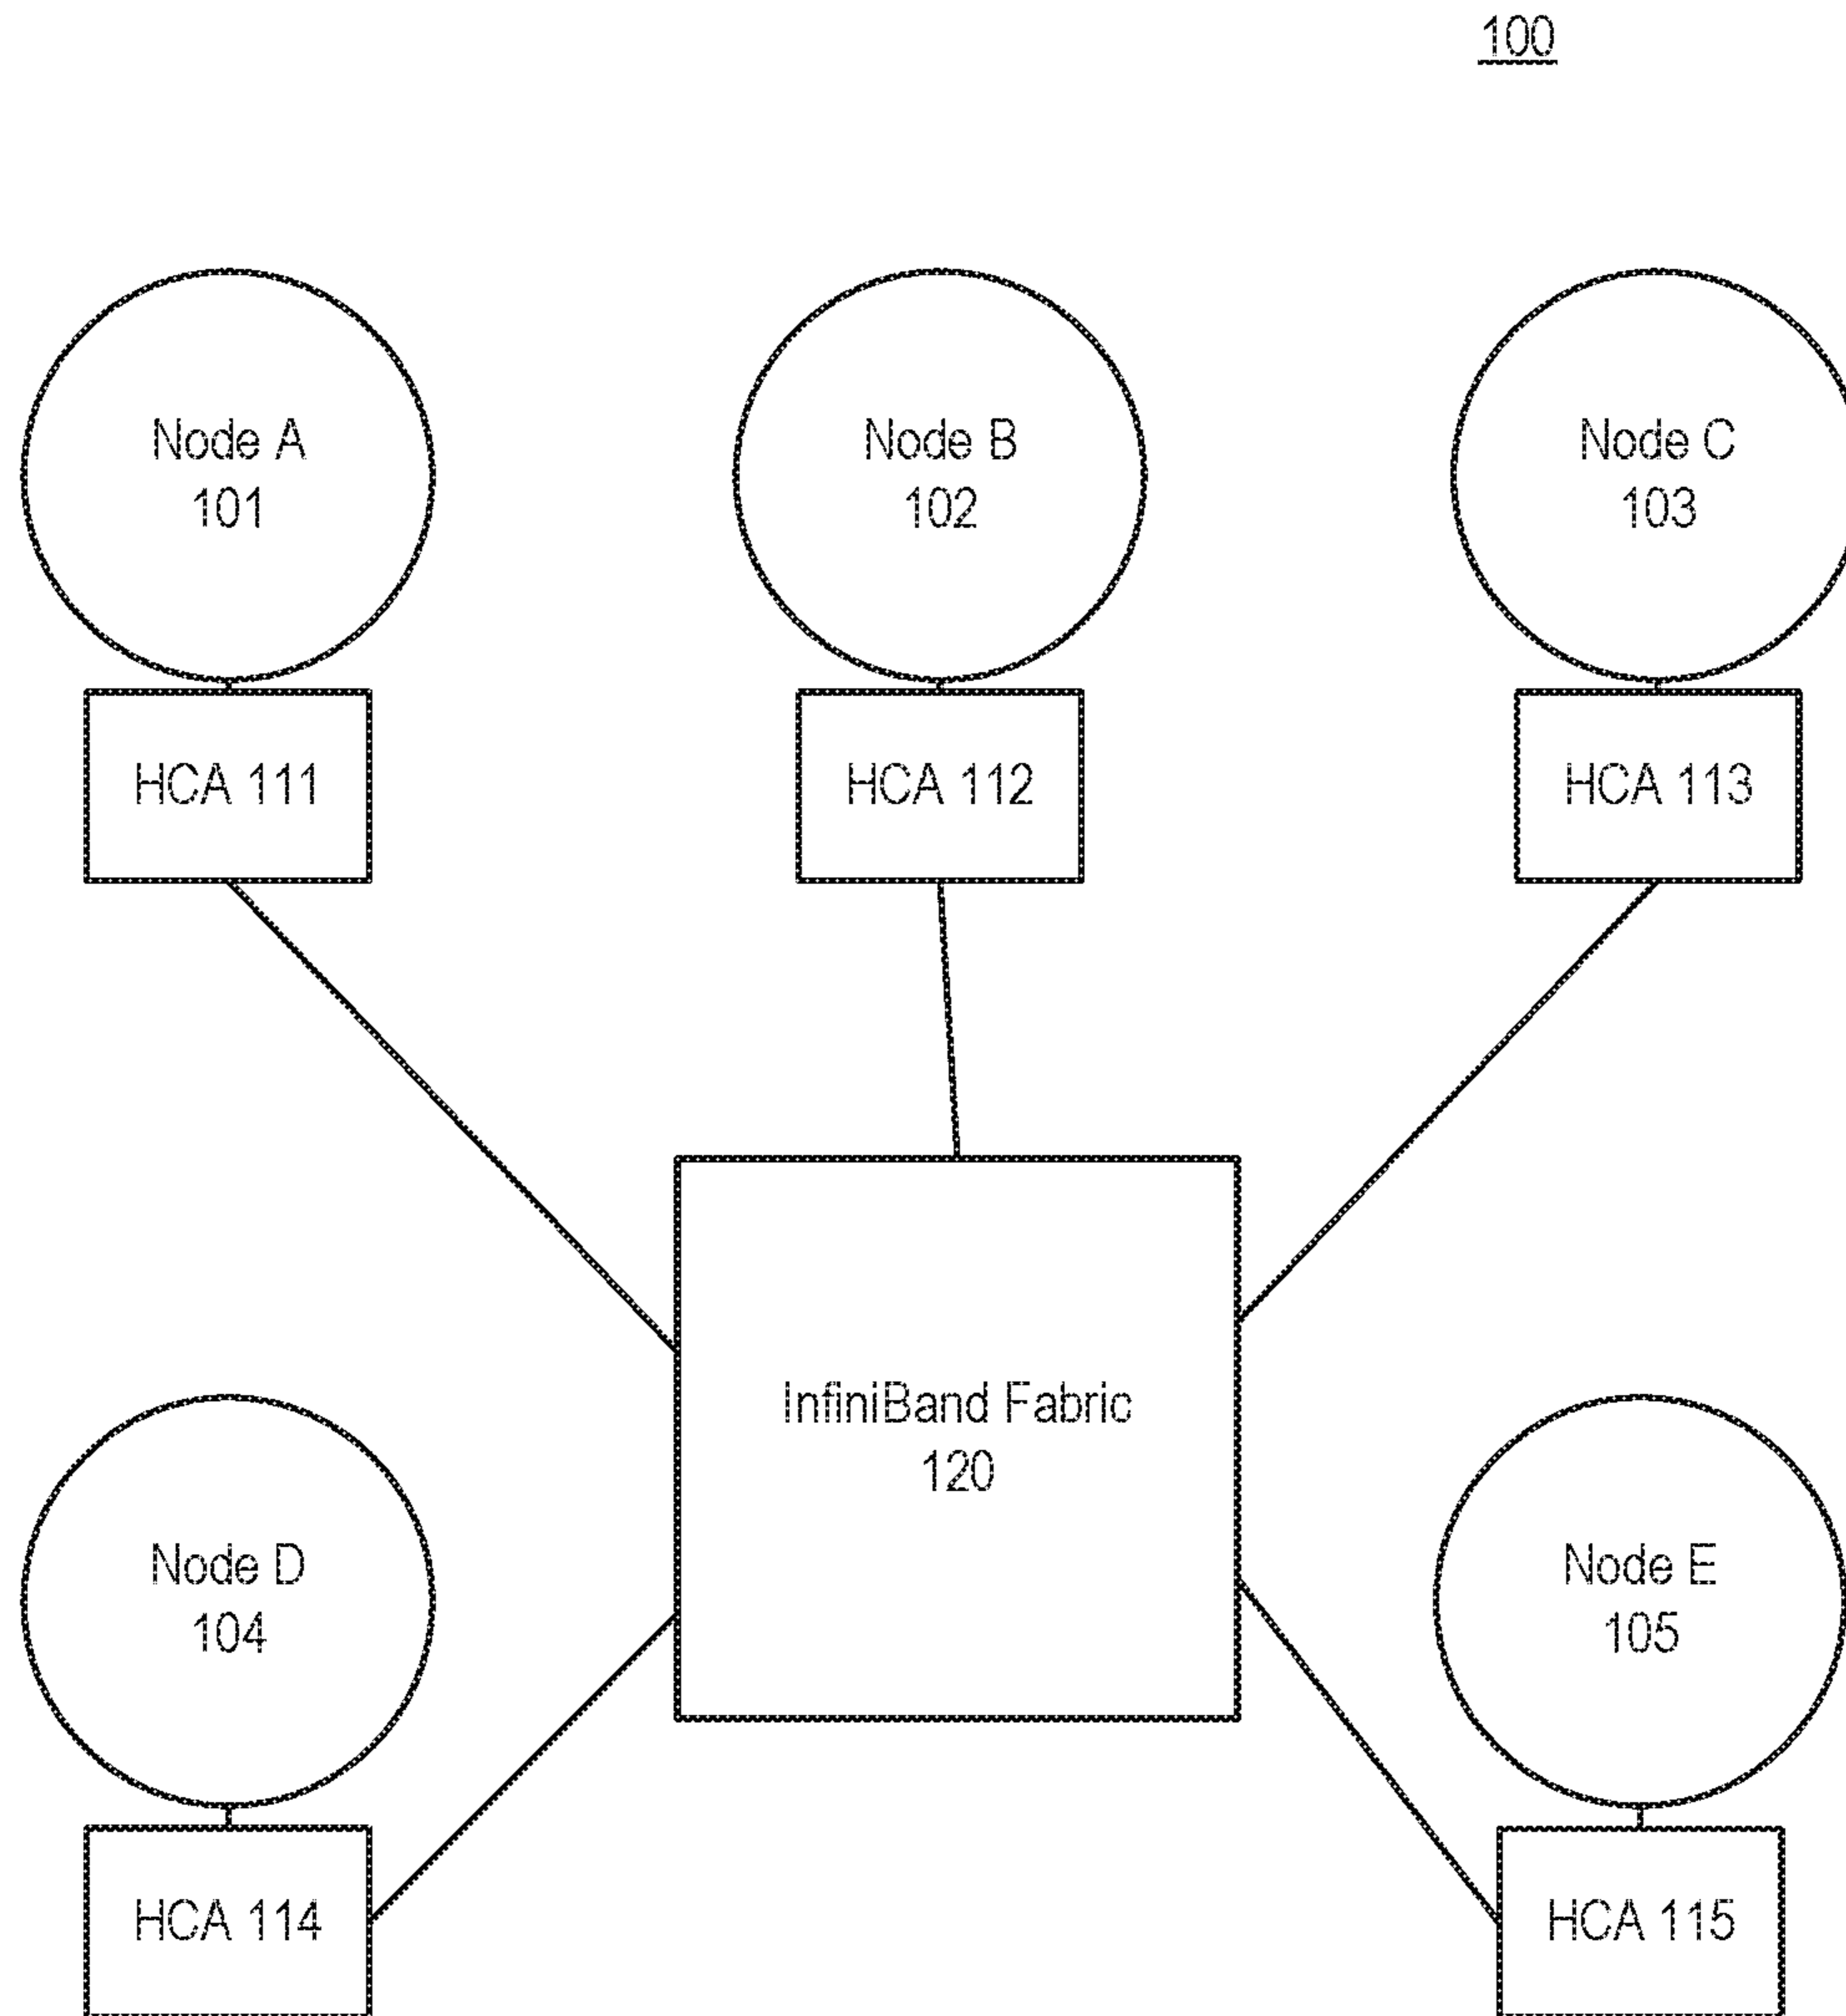 100
Node A
101
Node B
102
Node C
103
HCA 111
HCA 112
HCA 113
InfiniBand Fabric
120
Node D
104
Node E
105
HCA 114
HCA 115